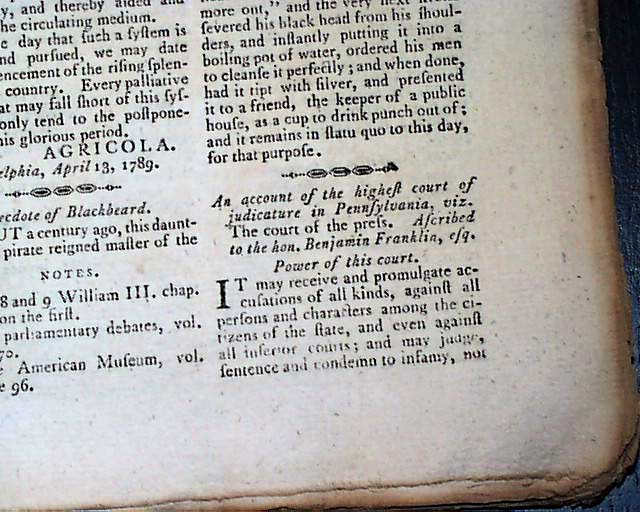 y, and thereby aided and
he circulating medium.
e day that such a ſyſtem is
nd purſued, we may date
encement of the riſing ſplen-
country. Every palliative
at may fall ſhort of this ſyſ-
only tend to the poſtpone-
his glorious period.
AGRICOLA.
elphia, April 13, 1789.
ecdote of Blackbeard.
UT a century ago, this daunt-
pirate reigned maſter of the
NOTES.
8 and 9 William III. chap.
on the firſt.
parliamentary debates, vol.
70.
e American Muſeum, vol.
e 96.
more out," and the very next
ſevered his black head from his ſhoul-
ders, and inſtantly putting it into a
boiling pot of water, ordered his men
to cleanſe it perfectly; and when done,
had it tipt with ſilver, and preſented
it to a friend, the keeper of a public
houſe, as a cup to drink punch out of;
and it remains in ſtatu quo to this day,
for that purpoſe.
An account of the higheſt court of
judicature in Pennſylvania, viz.
The court of the preſs. Aſcribed
to the hon. Benjamin Franklin, eſq.
Power of this court.
IT may receive and promulgate ac-
cuſations of all kinds, againſt all
perſons and characters among the ci-
tizens of the ſtate, and even againſt
all inferior courts; and may judge,
ſentence and condemn to infamy, not